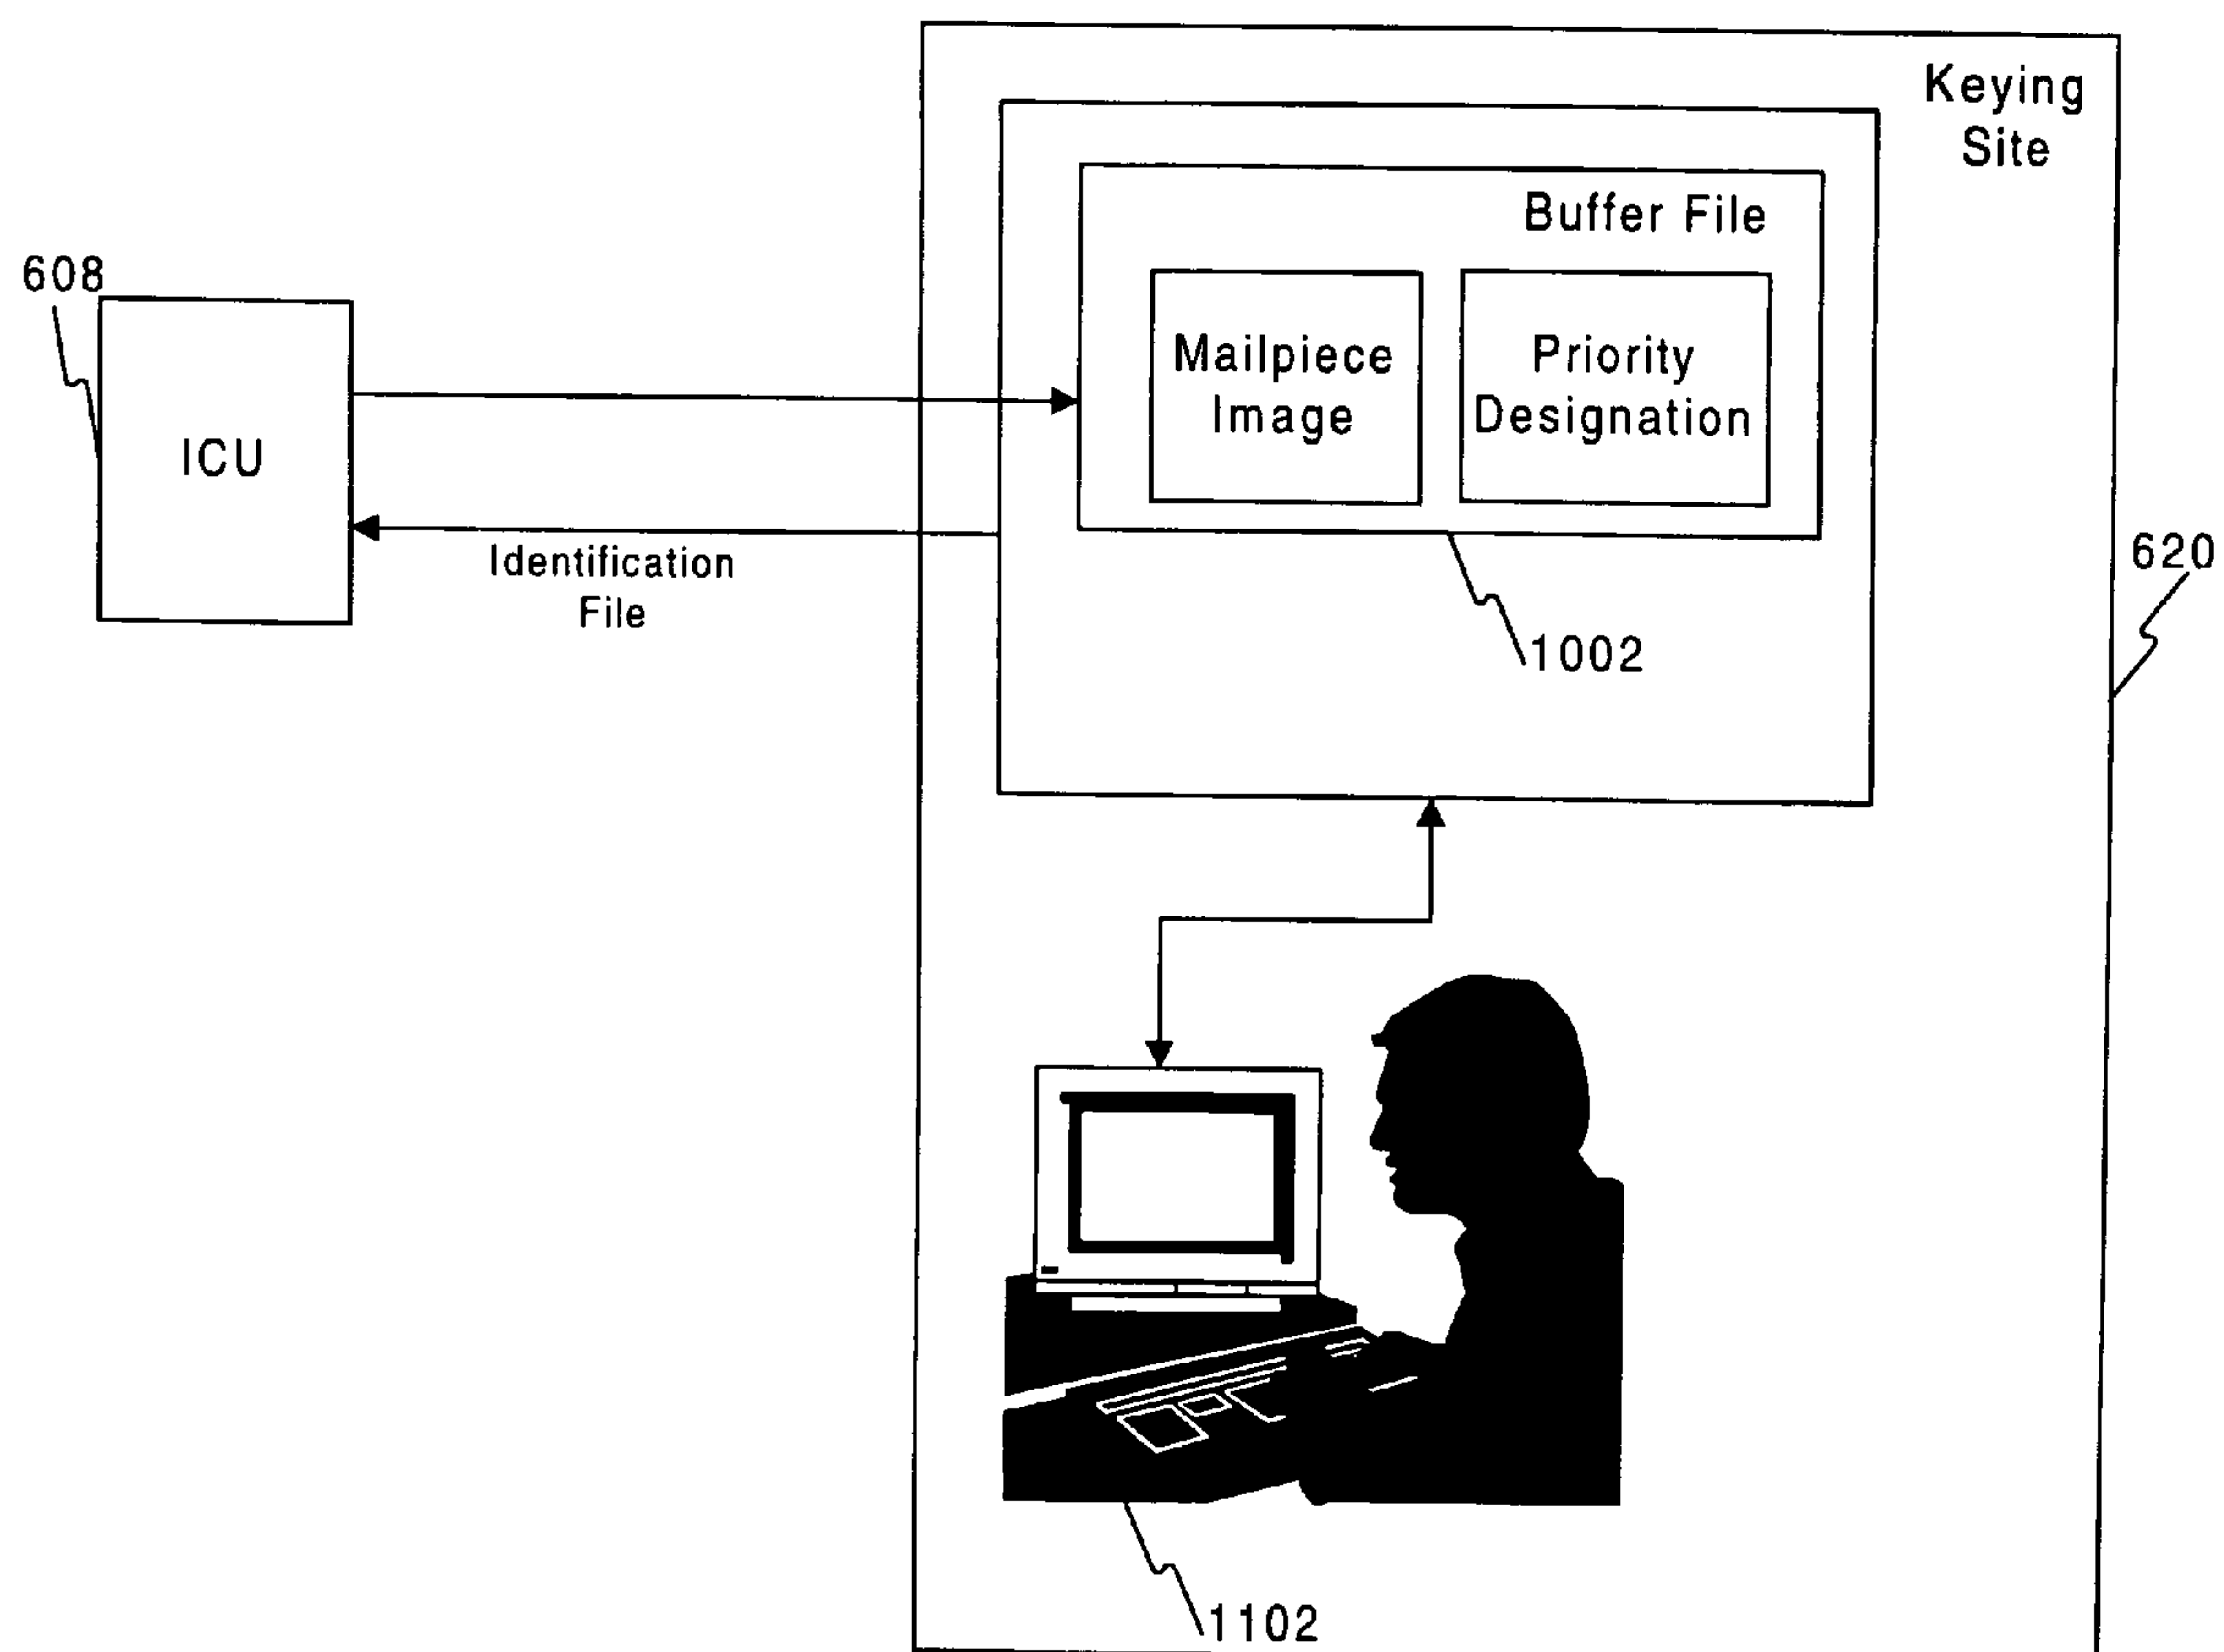 Keying
Site
Buffer File
608
Mailpiece
Image
Priority
Designation
ICU
Identification
File
620
1002
1102